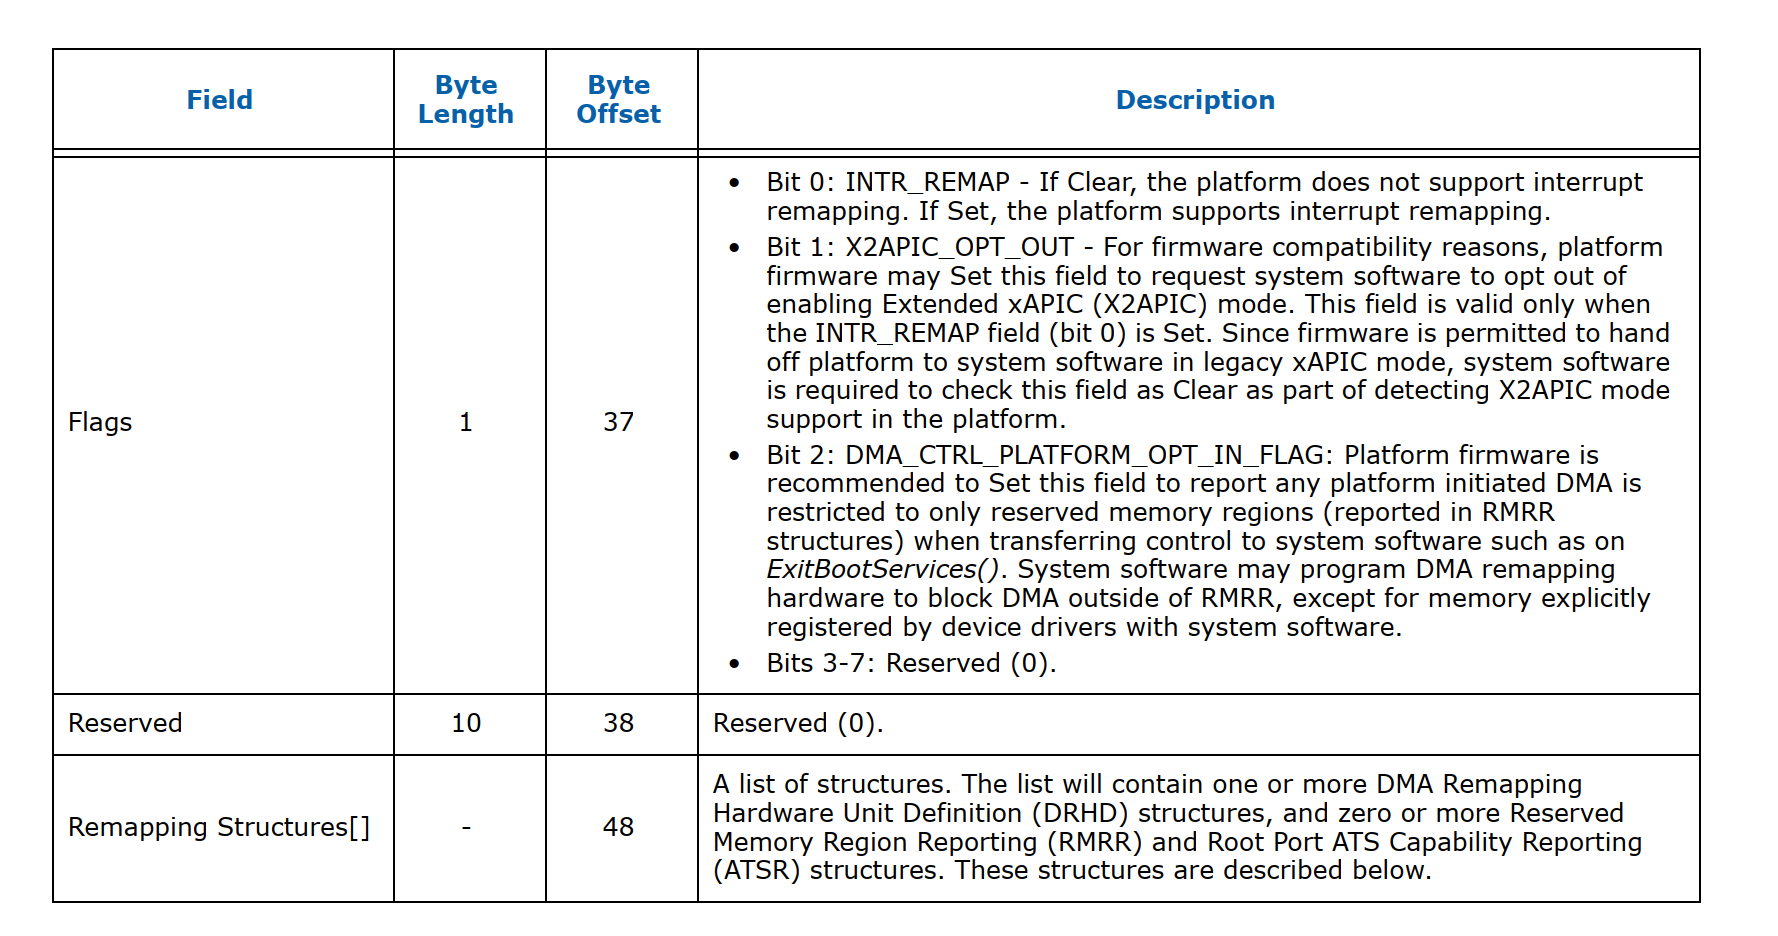 Field
Byte
Length
Byte
Offset
Description
Flags
1
37
• Bit 0: INTR_REMAP - If Clear, the platform does not support interrupt
remapping. If Set, the platform supports interrupt remapping.
• Bit 1: X2APIC_OPT_OUT - For firmware compatibility reasons, platform
firmware may Set this field to request system software to opt out of
enabling Extended xAPIC (X2APIC) mode. This field is valid only when
the INTR_REMAP field (bit 0) is Set. Since firmware is permitted to hand
off platform to system software in legacy xAPIC mode, system software
is required to check this field as Clear as part of detecting X2APIC mode
support in the platform.
• Bit 2: DMA_CTRL_PLATFORM_OPT_IN_FLAG: Platform firmware is
recommended to Set this field to report any platform initiated DMA is
restricted to only reserved memory regions (reported in RMRR
structures) when transferring control to system software such as on
ExitBootServices(). System software may program DMA remapping
hardware to block DMA outside of RMRR, except for memory explicitly
registered by device drivers with system software.
• Bits 3-7: Reserved (0).
Reserved
10
38
Reserved (0).
Remapping Structures[]
-
48
A list of structures. The list will contain one or more DMA Remapping
Hardware Unit Definition (DRHD) structures, and zero or more Reserved
Memory Region Reporting (RMRR) and Root Port ATS Capability Reporting
(ATSR) structures. These structures are described below.